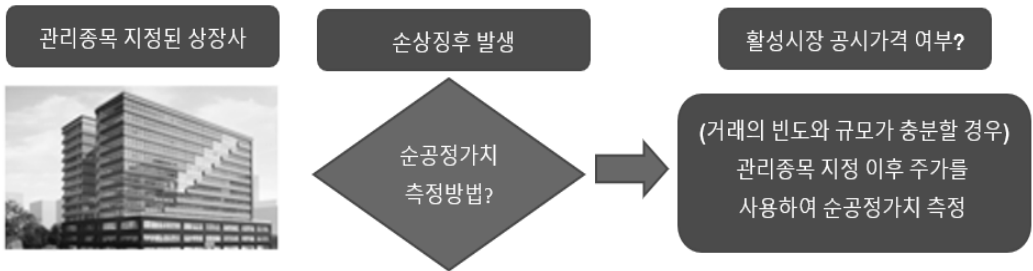 관리종목 지정된 상장사
손상징후 발생
활성시장 공시가격 여부?
순공정가치
측정방법?
(거래의 빈도와 규모가 충분할 경우)
관리종목 지정 이후 주가를
사용하여 순공정가치 측정